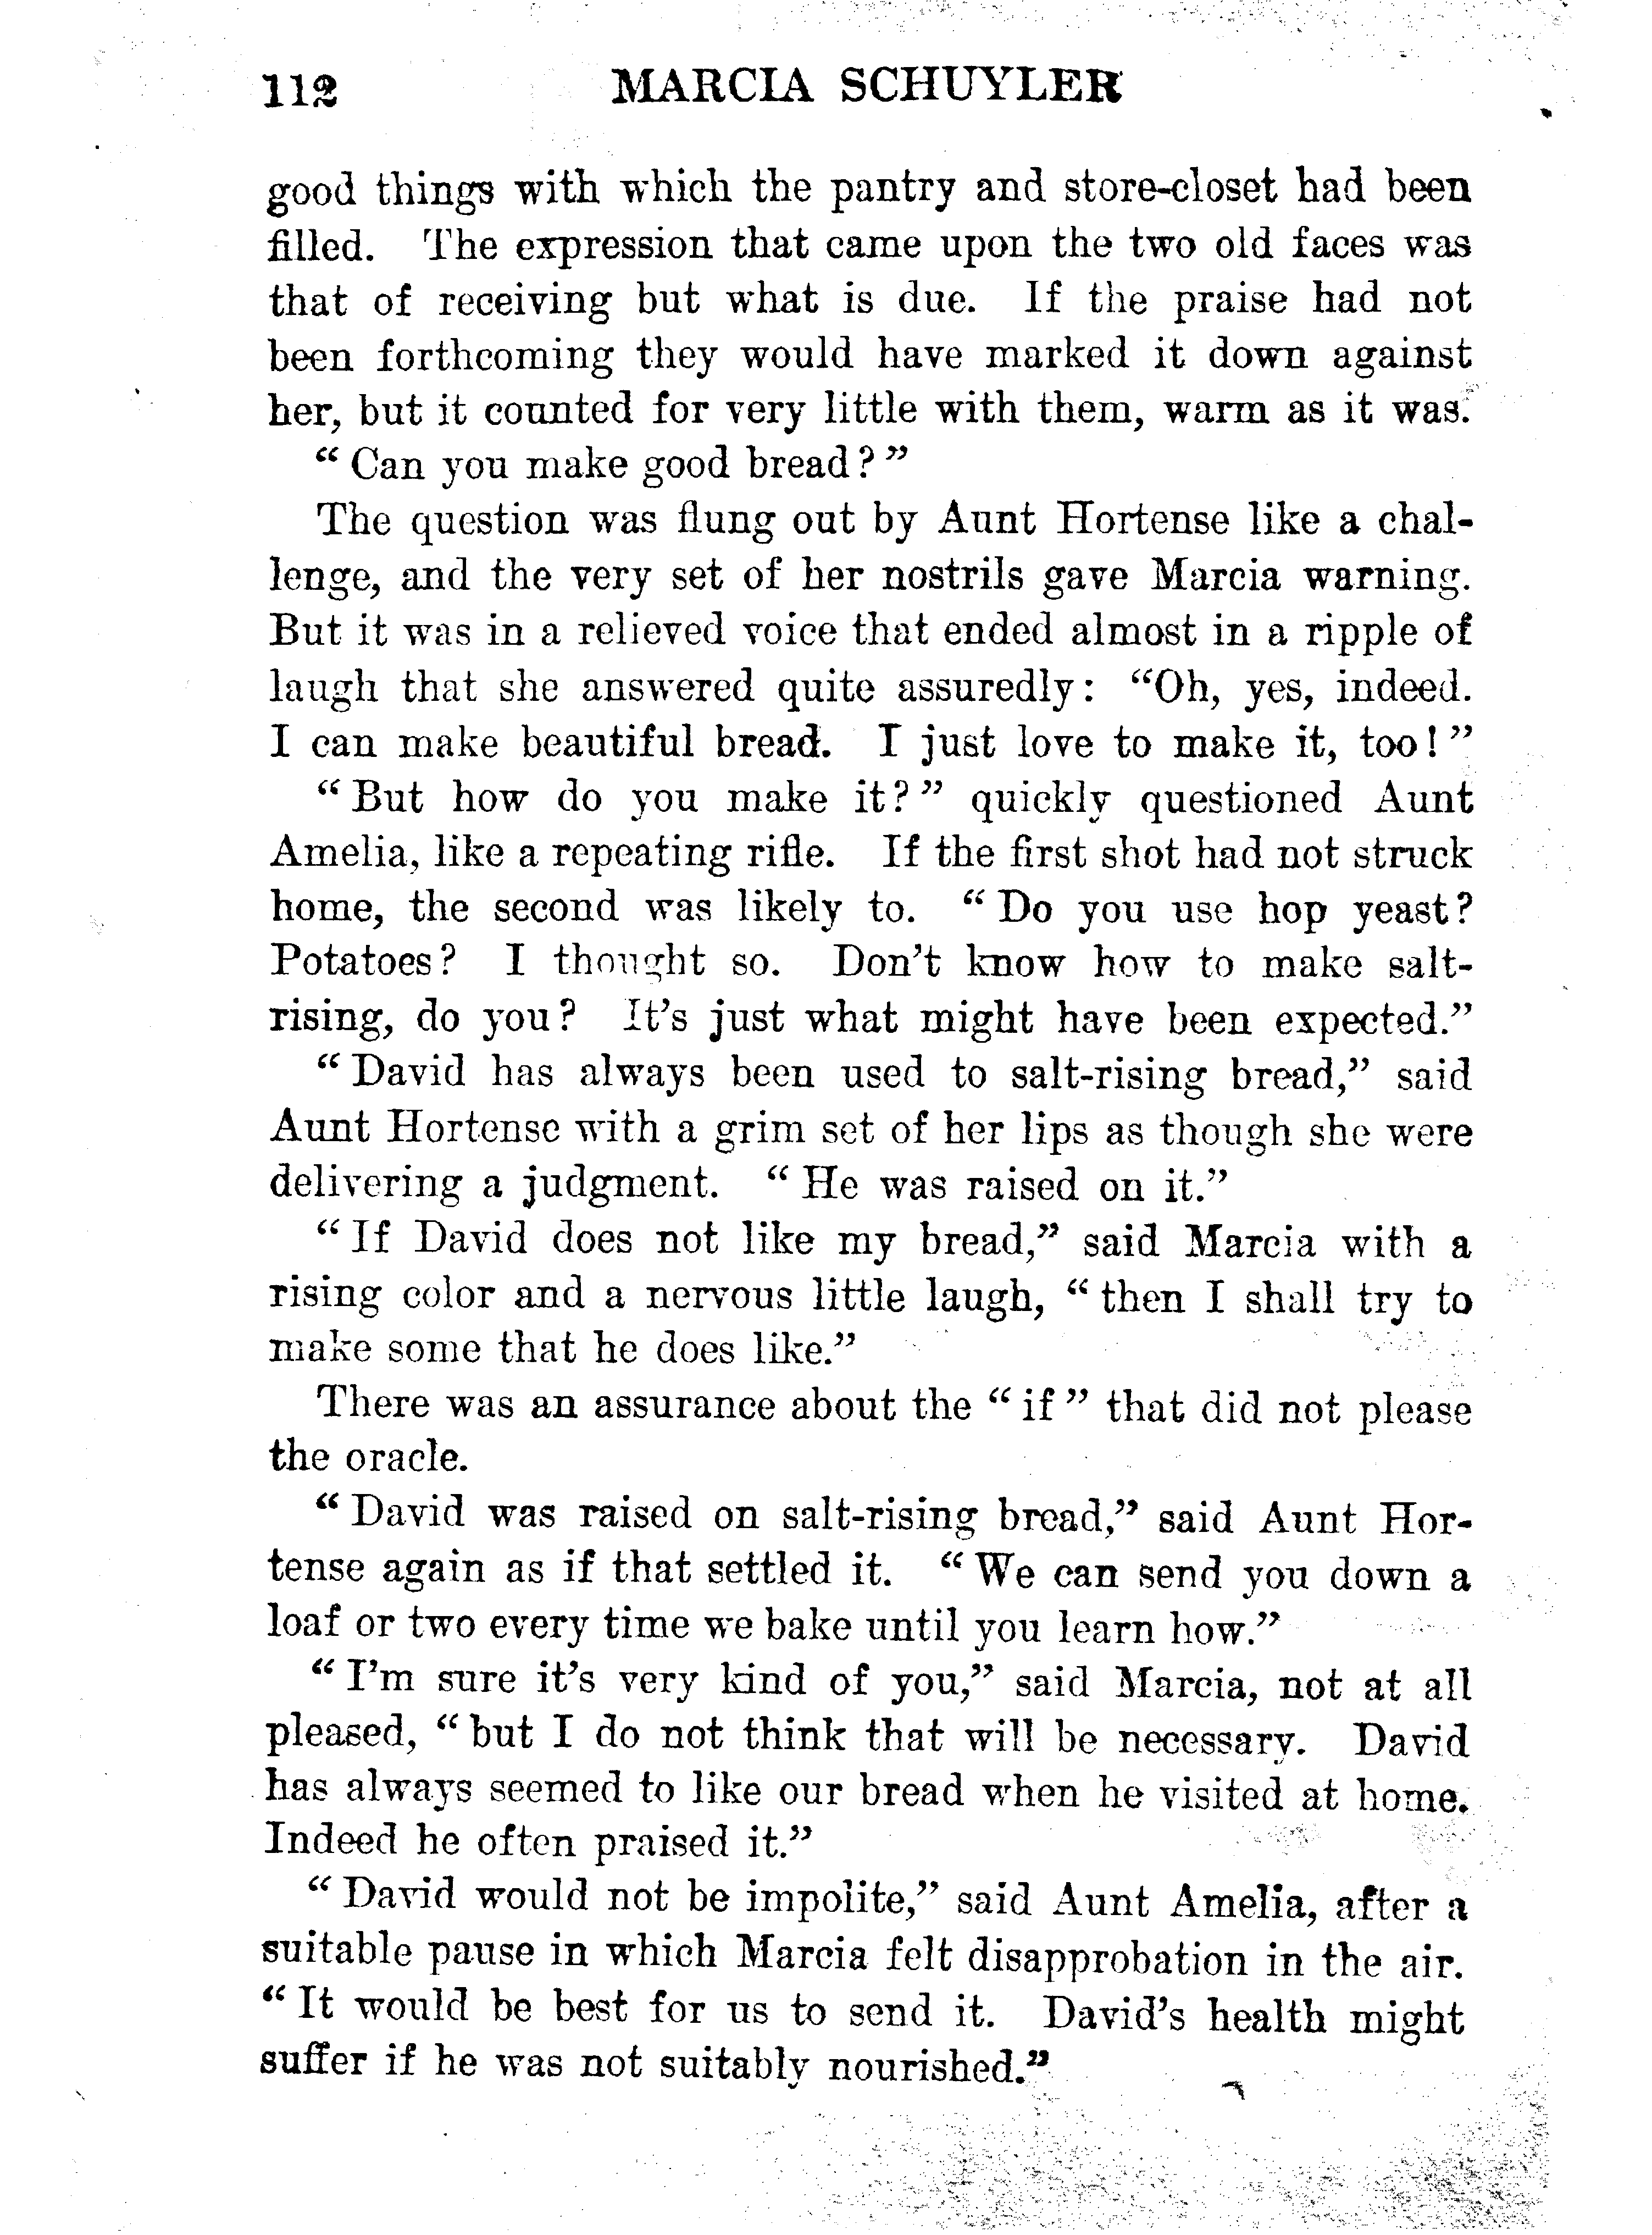 112 MARCIA SCHUYLER
good things with which the pantry and store-closet had been
filled. The expression that came upon the two old faces was
that of receiving but what is due. If the praise had not
been forthcoming they would have marked it down against
her, but it counted for very little with them, warm as it was.
“Can you make good bread?”
The question was flung out by Aunt Hortense like a chal-
lenge, and the very set of her nostrils gave Marcia warning.
But it was in a relieved voice that ended almost in a ripple of
laugh that she answered quite assuredly: “Oh, yes, indeed.
I can make beautiful bread. I just love to make it, too!”
“But how do you make it?” quickly questioned Aunt
Amelia, like a repeating rifle. If the first shot had not struck
home, the second was likely to. “Do you use hop yeast?
Potatoes? I thought so. Don't know how to make salt-
rising, do you? It's just what might have been expected.”
“David has always been used to salt-rising bread,” said
Aunt Hortense with a grim set of her lips as though she were
delivering a judgment. “He was raised on it.”
“If David does not like my bread,” said Marcia with a
rising color and a nervous little laugh, “then I shall try to
make some that he does like.”
There was an assurance about the “if” that did not please
the oracle.
“David was raised on salt-rising bread,” said Aunt Hor-
tense again as if that settled it. “We can send you down a
loaf or two every time we bake until you learn how.”
“I'm sure it's very kind of you,” said Marcia, not at all
pleased, “but I do not think that will be necessary. David
has always seemed to like our bread when he visited at home.
Indeed he often praised it.”
“David would not be impolite,” said Aunt Amelia, after a
suitable pause in which Marcia felt disapprobation in the air.
“It would be best for us to send it. David's health might
suffer if he was not suitably nourished.”